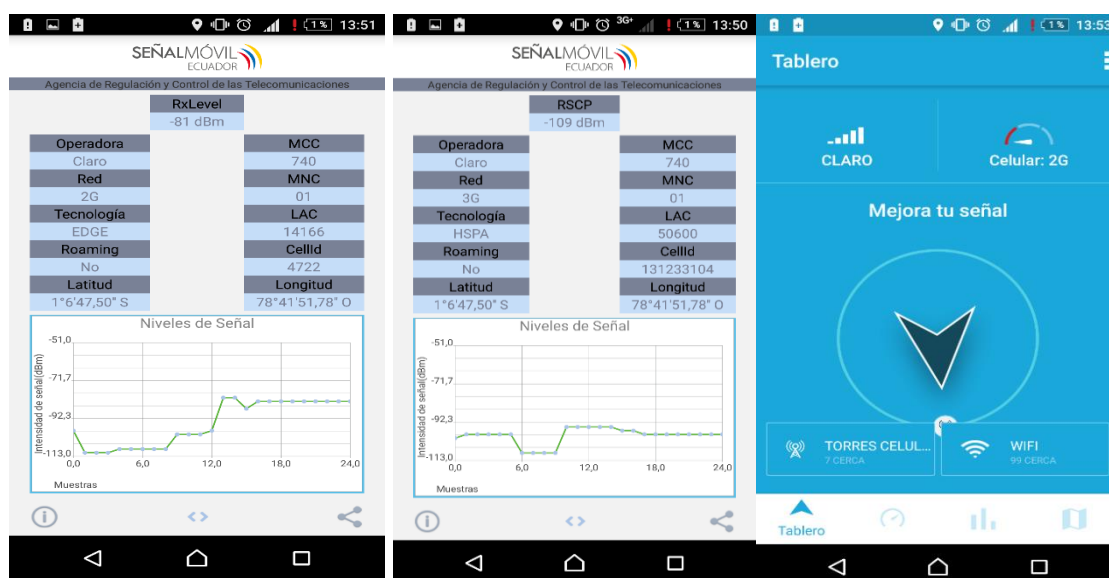 1% 13:51
SEÑALMÓVIL
ECUADOR
Agencia de Regulación y Control de las Telecomunicaciones
RxLevel
-81 dBm
Operadora MCC
Claro 740
Red MNC
2G 01
Tecnología LAC
EDGE 14166
Roaming CellId
No 4722
Latitud Longitud
1°6'47,50" S 78°41'51,78" O
Niveles de Señal
Intensidad de señal(dBm)
-51,0
-71,7
-92,3
-113,0
0,0 6,0 12,0 18,0 24,0
Muestras
3G+ 1% 13:50
SEÑALMÓVIL
ECUADOR
Agencia de Regulación y Control de las Telecomunicaciones
RSCP
-109 dBm
Operadora MCC
Claro 740
Red MNC
3G 01
Tecnología LAC
HSPA 50600
Roaming CellId
No 131233104
Latitud Longitud
1°6'47,50" S 78°41'51,78" O
Niveles de Señal
Intensidad de señal(dBm)
-51,0
-71,7
-92,3
-113,0
0,0 6,0 12,0 18,0 24,0
Muestras
1% 13:53
Tablero
CLARO Celular: 2G
Mejora tu señal
TORRES CELUL... WIFI
7 CERCA 99 CERCA
Tablero